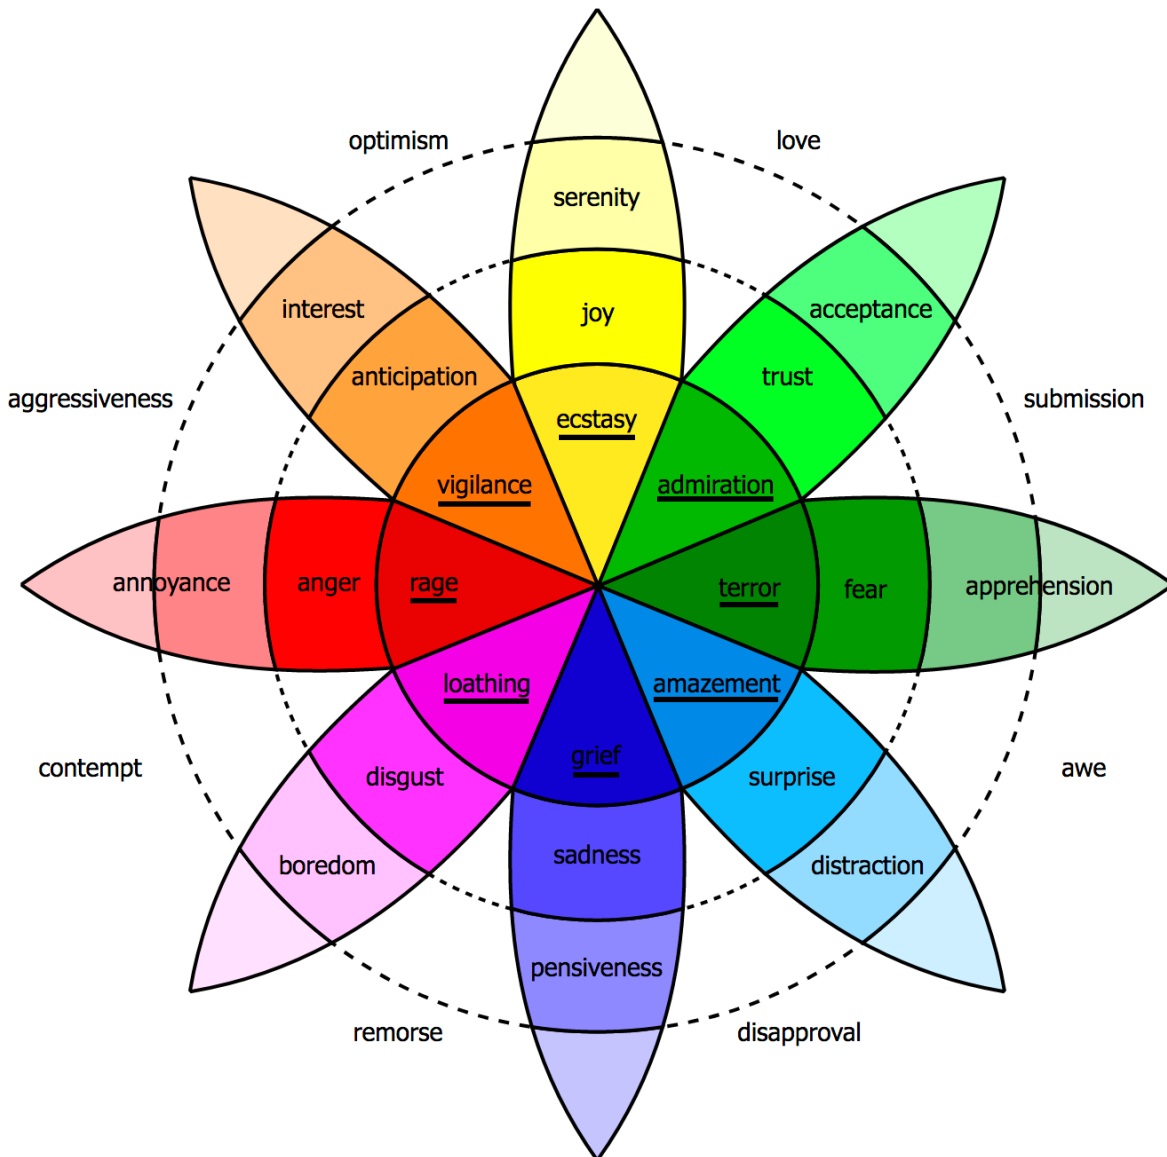 optimism
love
serenity
interest
joy
acceptance
anticipation
trust
aggressiveness
submission
ecstasy
vigilance
admiration
annoyance
anger
rage
terror
fear
apprehension
loathing
amazement
contempt
grief
awe
disgust
surprise
boredom
sadness
distraction
pensiveness
remorse
disapproval